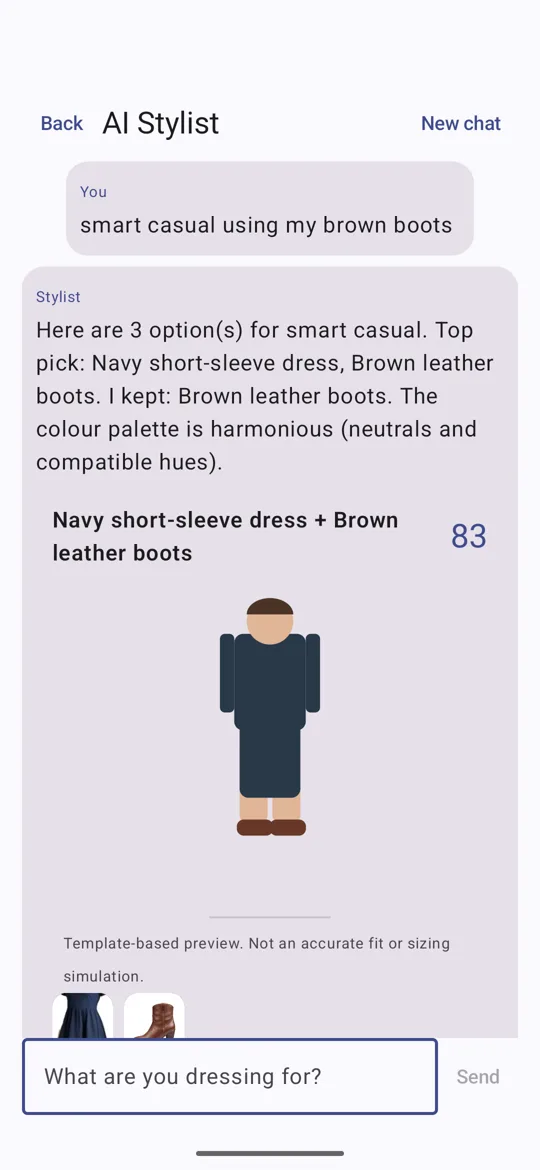 Back AI Stylist New chat
You
smart casual using my brown boots
Stylist
Here are 3 option(s) for smart casual. Top
pick: Navy short-sleeve dress, Brown leather
boots. I kept: Brown leather boots. The
colour palette is harmonious (neutrals and
compatible hues).
Navy short-sleeve dress + Brown
leather boots
83
Template-based preview. Not an accurate fit or sizing
simulation.
What are you dressing for?
Send